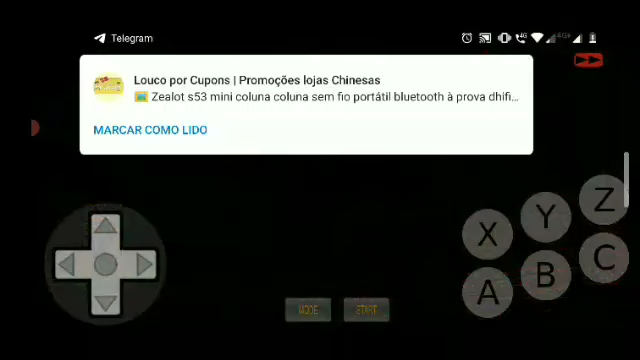 Telegram
Louco por Cupons | Promoções lojas Chinesas
Zealot s53 mini coluna coluna sem fio portátil bluetooth à prova dhifi...
MARCAR COMO LIDO
X
Y
Z
A
B
C
MODE
START